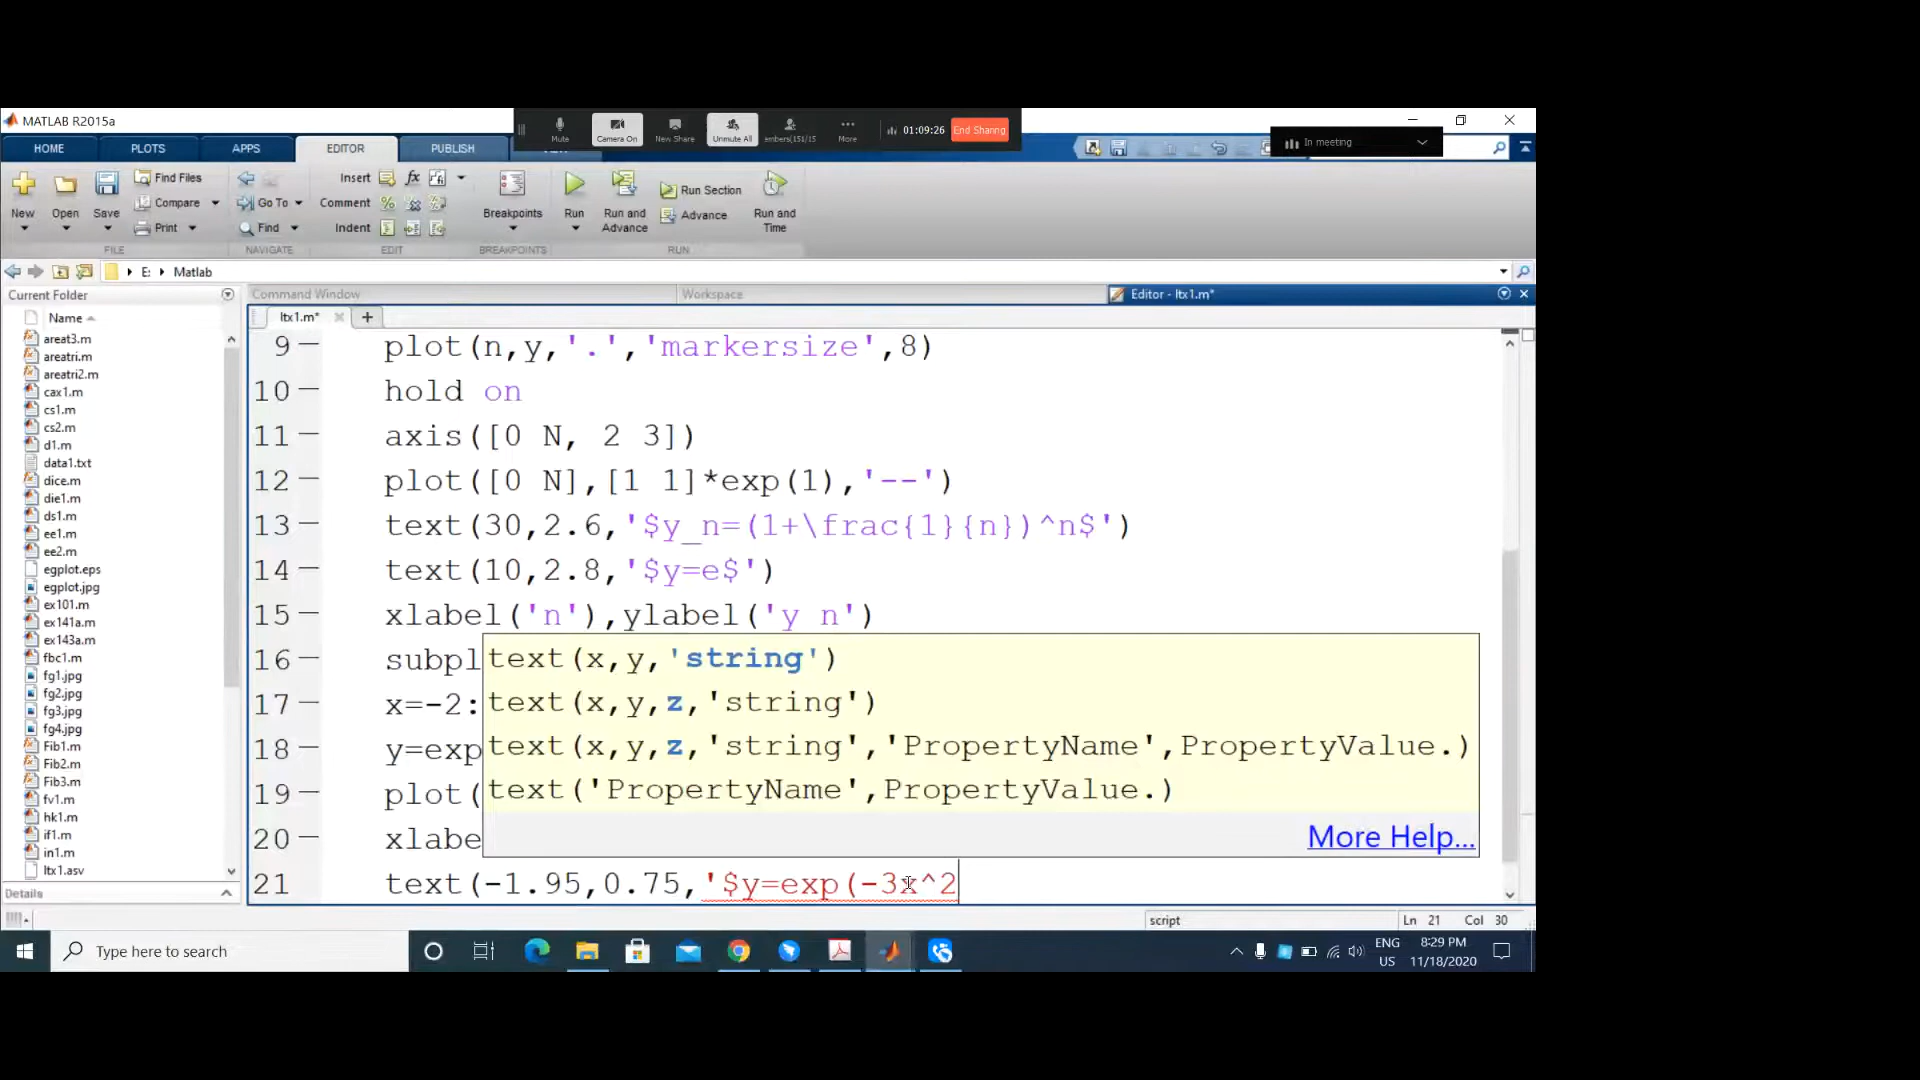 MATLAB R2015a
Mute Camera On New Share Unmute All embers(151/15 More 01:09:26 End Sharing
In meeting
HOME PLOTS APPS EDITOR PUBLISH
New Open Save
Find Files
Compare
Print
Go To
Find
Insert fx
Comment
Indent
Breakpoints
Run
Run and Advance
Run Section
Advance
Run and Time
FILE NAVIGATE EDIT BREAKPOINTS RUN
E: Matlab
Current Folder
Command Window Workspace Editor - ltx1.m*
ltx1.m*
Name
areat3.m
areatri.m
areatri2.m
cax1.m
cs1.m
cs2.m
d1.m
data1.txt
dice.m
die1.m
ds1.m
ee1.m
ee2.m
egplot.eps
egplot.jpg
ex101.m
ex141a.m
ex143a.m
fbc1.m
fg1.jpg
fg2.jpg
fg3.jpg
fg4.jpg
Fib1.m
Fib2.m
Fib3.m
fv1.m
hk1.m
if1.m
in1.m
ltx1.asv
Details
9 plot(n,y,'.','markersize',8)
10 hold on
11 axis([0 N, 2 3])
12 plot([0 N],[1 1]*exp(1),'--')
13 text(30,2.6,'$y_n=(1+\frac{1}{n})^n$')
14 text(10,2.8,'$y=e$')
15 xlabel('n'),ylabel('y n')
16 subpl
17 x=-2:
18 y=exp
19 plot(
20 xlabe
text(x,y,'string')
text(x,y,z,'string')
text(x,y,z,'string','PropertyName',PropertyValue.)
text('PropertyName',PropertyValue.)
More Help...
21 text(-1.95,0.75,'$y=exp(-3x^2
script Ln 21 Col 30
Type here to search
ENG US
8:29 PM
11/18/2020